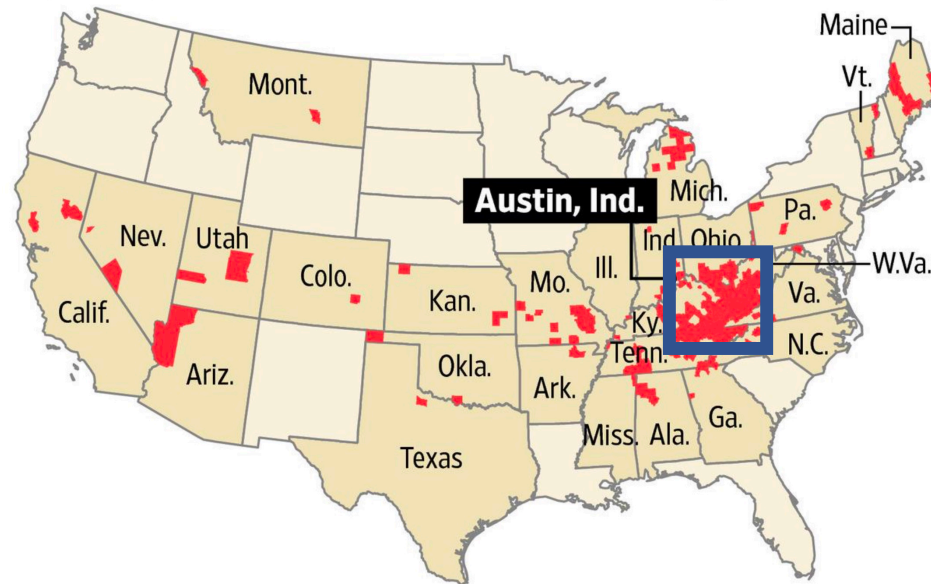 Maine
Vt.
Mont.
Mich.
Austin, Ind.
Pa.
Nev.
Utah
Ind.
Ohio
W.Va.
Colo.
Ill.
Mo.
Kan.
Va.
Calif.
Ky.
N.C.
Tenn.
Okla.
Ariz.
Ark.
Ga.
Miss.
Ala.
Texas